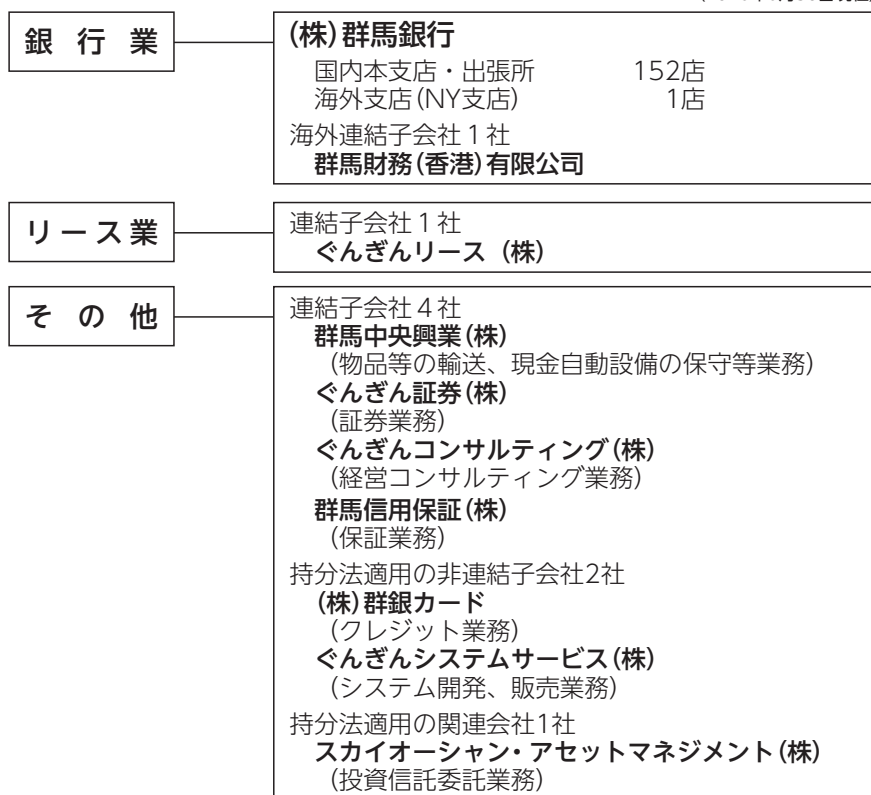 銀行業
(株)群馬銀行
国内本支店・出張所 152店
海外支店(NY支店) 1店
海外連結子会社1社
群馬財務(香港)有限公司
リース業
連結子会社1社
ぐんぎんリース(株)
その他
連結子会社4社
群馬中央興業(株)
(物品等の輸送、現金自動設備の保守等業務)
ぐんぎん証券(株)
(証券業務)
ぐんぎんコンサルティング(株)
(経営コンサルティング業務)
群馬信用保証(株)
(保証業務)
持分法適用の非連結子会社2社
(株)群銀カード
(クレジット業務)
ぐんぎんシステムサービス(株)
(システム開発、販売業務)
持分法適用の関連会社1社
スカイオーシャン・アセットマネジメント(株)
(投資信託委託業務)